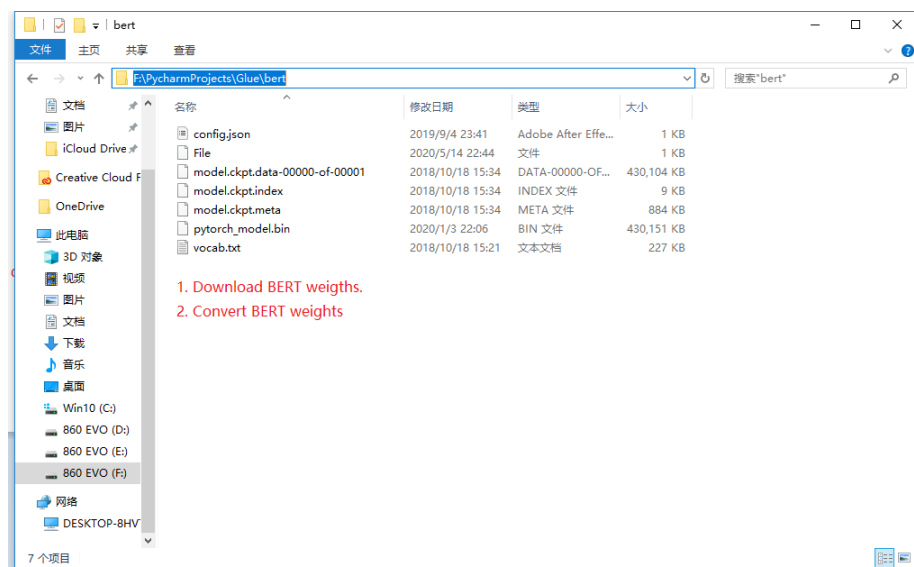 bert
文件 主页 共享 查看
F:\PycharmProjects\Glue\bert 搜索"bert"
名称 修改日期 类型 大小
config.json 2019/9/4 23:41 Adobe After Effe... 1 KB
File 2020/5/14 22:44 文件 1 KB
model.ckpt.data-00000-of-00001 2018/10/18 15:34 DATA-00000-OF... 430,104 KB
model.ckpt.index 2018/10/18 15:34 INDEX 文件 9 KB
model.ckpt.meta 2018/10/18 15:34 META 文件 884 KB
pytorch_model.bin 2020/1/3 22:06 BIN 文件 430,151 KB
vocab.txt 2018/10/18 15:21 文本文档 227 KB
1. Download BERT weigths.
2. Convert BERT weights
文档
图片
iCloud Drive
Creative Cloud F
OneDrive
此电脑
3D 对象
视频
图片
文档
下载
音乐
桌面
Win10 (C:)
860 EVO (D:)
860 EVO (E:)
860 EVO (F:)
网络
DESKTOP-8HV
7 个项目